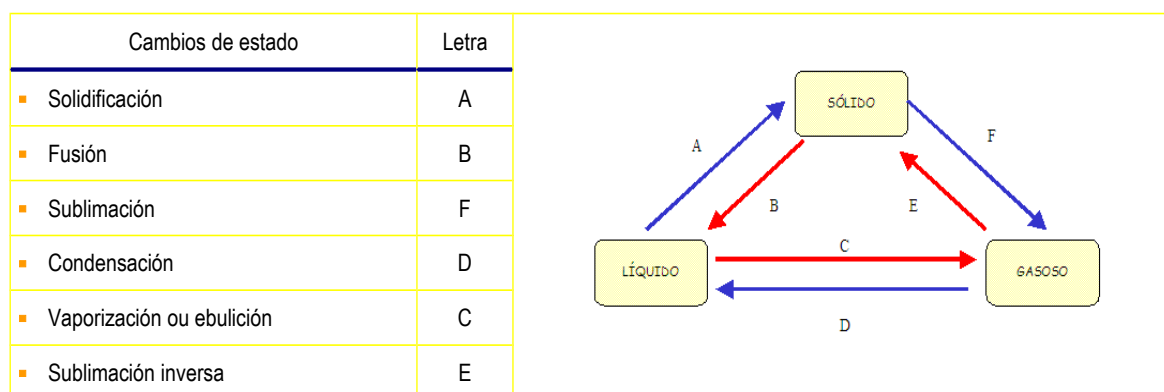 Cambios de estado Letra
▪ Solidificación A
▪ Fusión B
▪ Sublimación F
▪ Condensación D
▪ Vaporización ou ebulición C
▪ Sublimación inversa E
SÓLIDO
A
F
B
E
C
LÍQUIDO
GASOSO
D